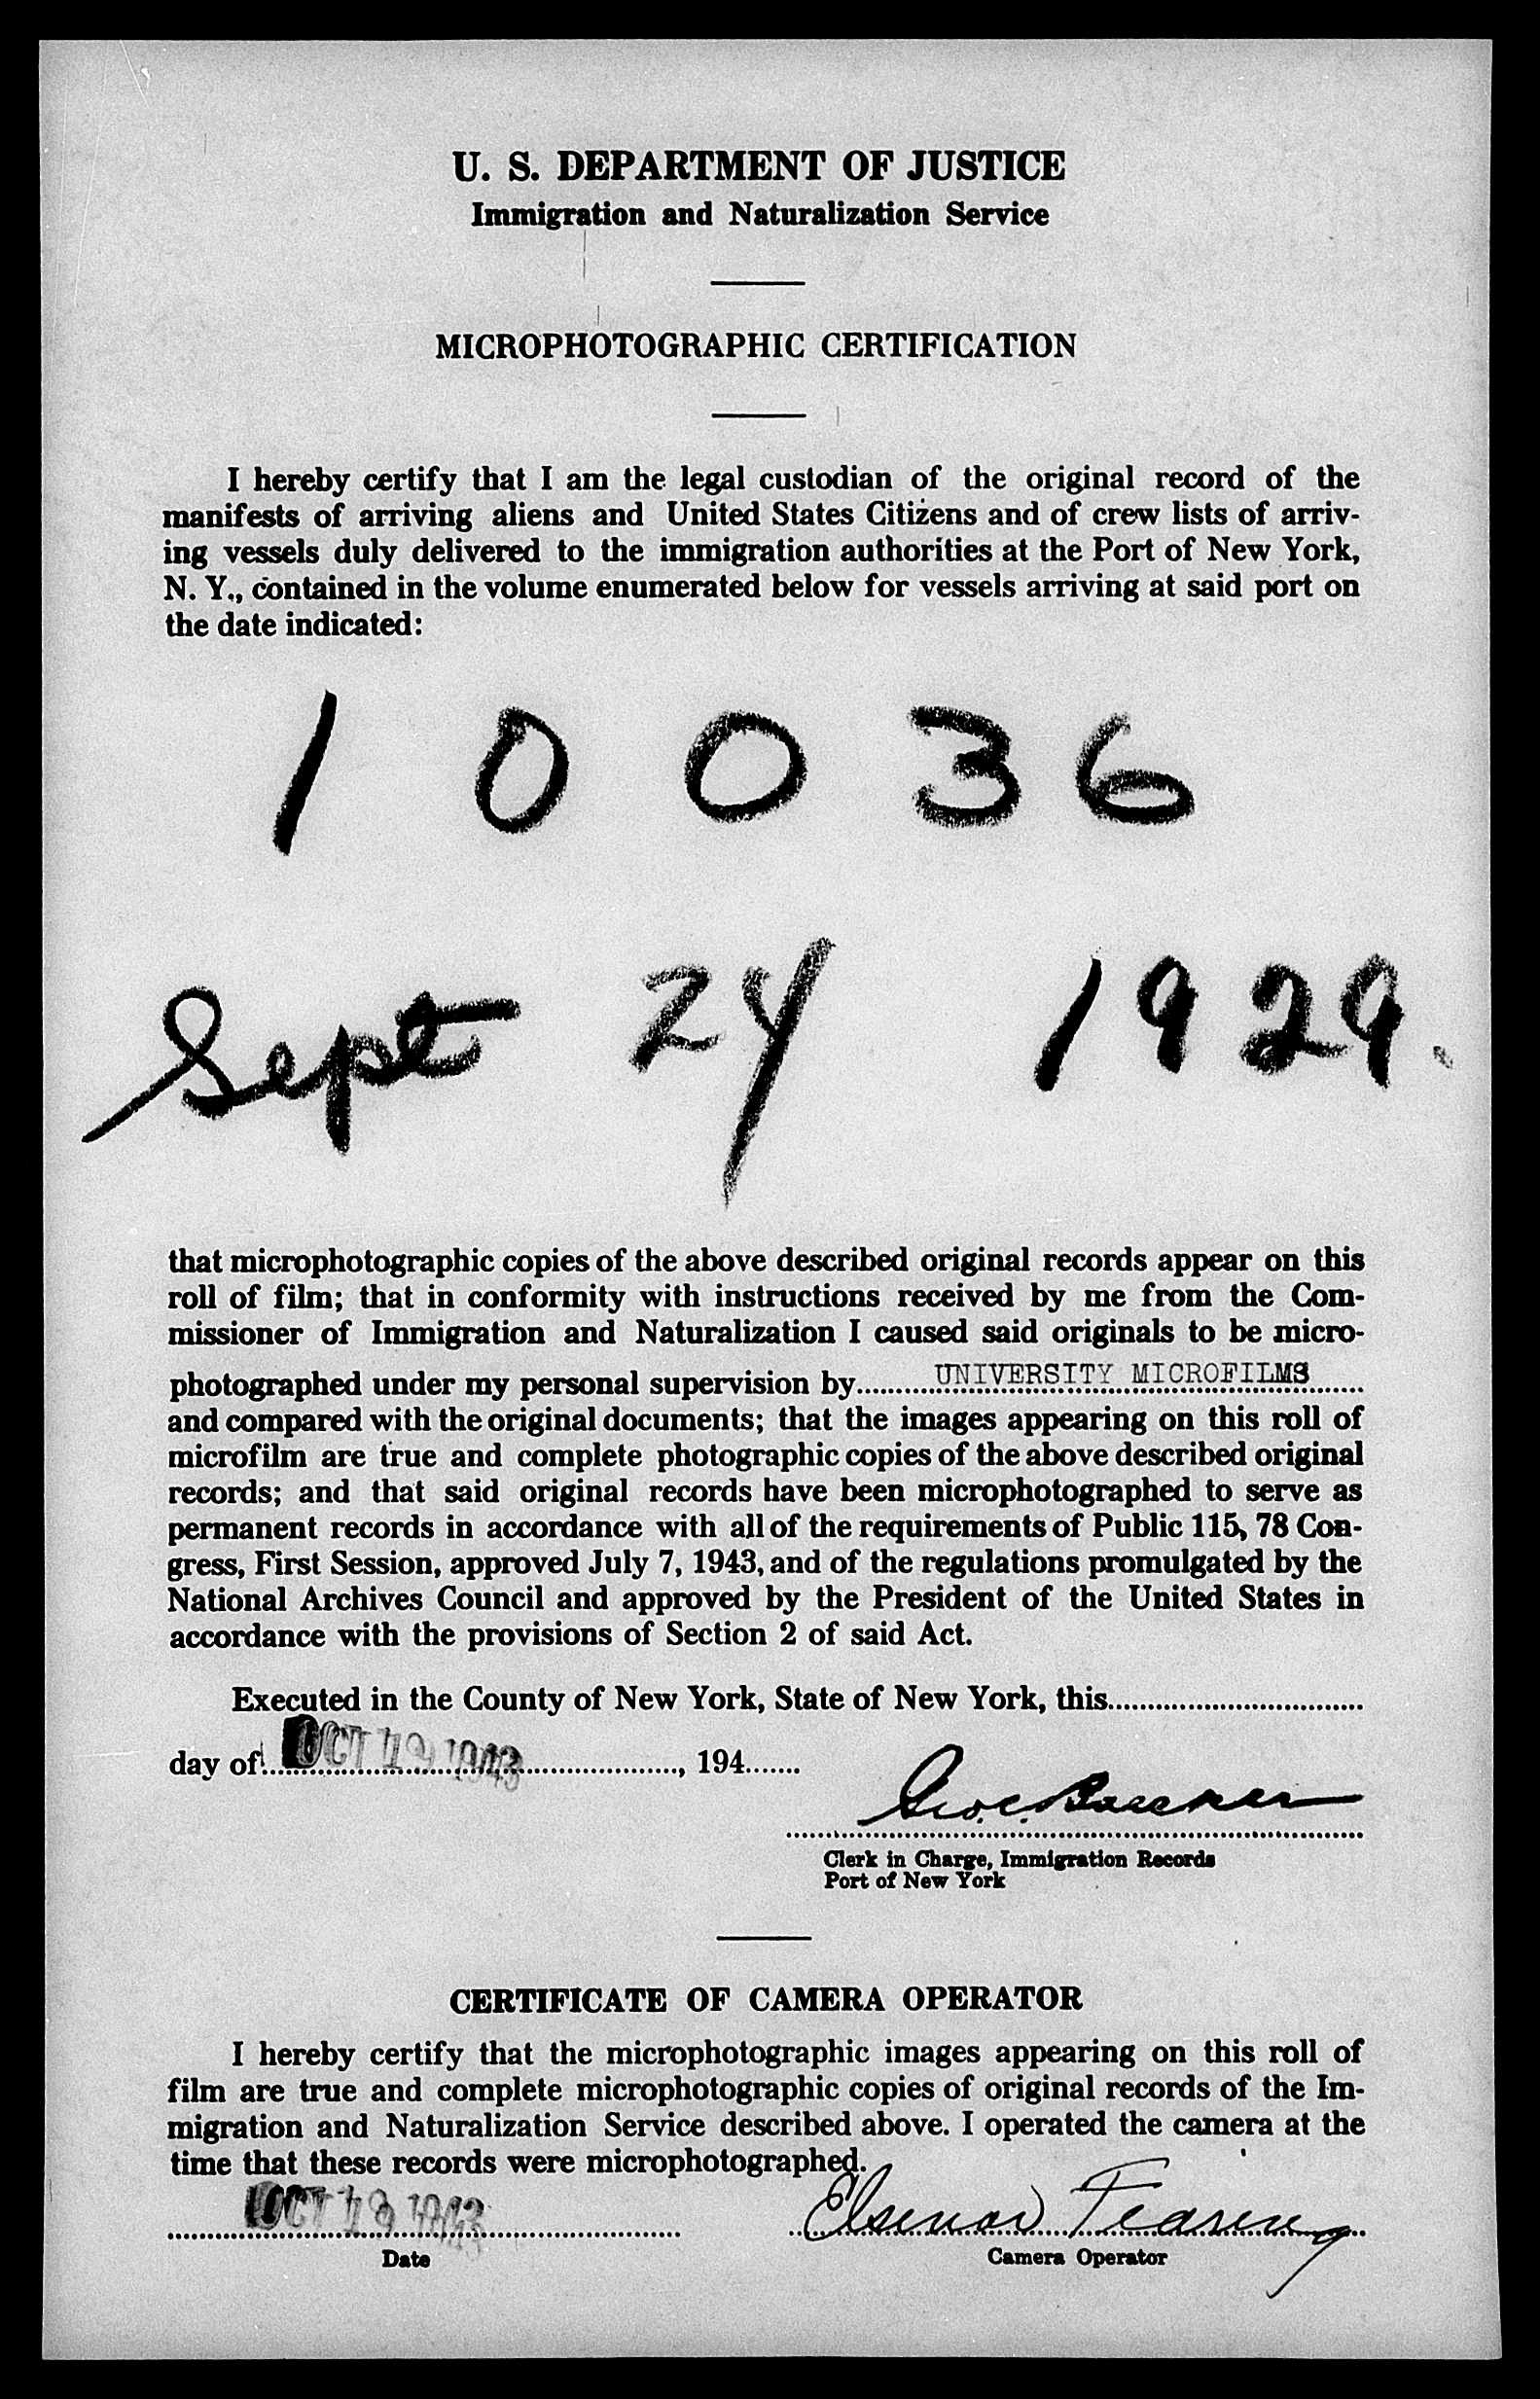 U. S. DEPARTMENT OF JUSTICE
Immigration and Naturalization Service
MICROPHOTOGRAPHIC CERTIFICATION
I hereby certify that I am the legal custodian of the original record of the
manifests of arriving aliens and United States Citizens and of crew lists of arriv-
ing vessels duly delivered to the immigration authorities at the Port of New York,
N. Y., contained in the volume enumerated below for vessels arriving at said port on
the date indicated:
10036
Sept 24 1929.
that microphotographic copies of the above described original records appear on this
roll of film; that in conformity with instructions received by me from the Com-
missioner of Immigration and Naturalization I caused said originals to be micro-
photographed under my personal supervision by UNIVERSITY MICROFILMS
and compared with the original documents; that the images appearing on this roll of
microfilm are true and complete photographic copies of the above described original
records; and that said original records have been microphotographed to serve as
permanent records in accordance with all of the requirements of Public 115, 78 Con-
gress, First Session, approved July 7, 1943, and of the regulations promulgated by the
National Archives Council and approved by the President of the United States in
accordance with the provisions of Section 2 of said Act.
Executed in the County of New York, State of New York, this
day of OCT 1943, 194
Geo. C.
Clerk in Charge, Immigration Records
Port of New York
CERTIFICATE OF CAMERA OPERATOR
I hereby certify that the microphotographic images appearing on this roll of
film are true and complete microphotographic copies of original records of the Im-
migration and Naturalization Service described above. I operated the camera at the
time that these records were microphotographed.
OCT 1943
Date
Camera Operator